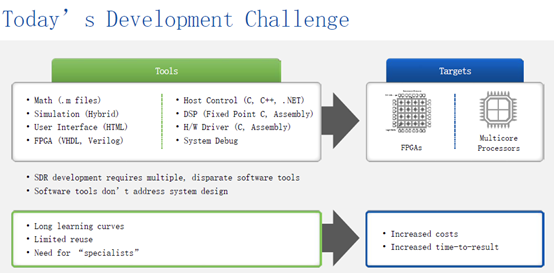 Today's Development Challenge
Tools
Targets
• Math (.m files)
• Simulation (Hybrid)
• User Interface (HTML)
• FPGA (VHDL, Verilog)
• Host Control (C, C++, .NET)
• DSP (Fixed Point C, Assembly)
• H/W Driver (C, Assembly)
• System Debug
FPGAs
Multicore
Processors
• SDR development requires multiple, disparate software tools
• Software tools don't address system design
• Long learning curves
• Limited reuse
• Need for “specialists”
• Increased costs
• Increased time-to-result